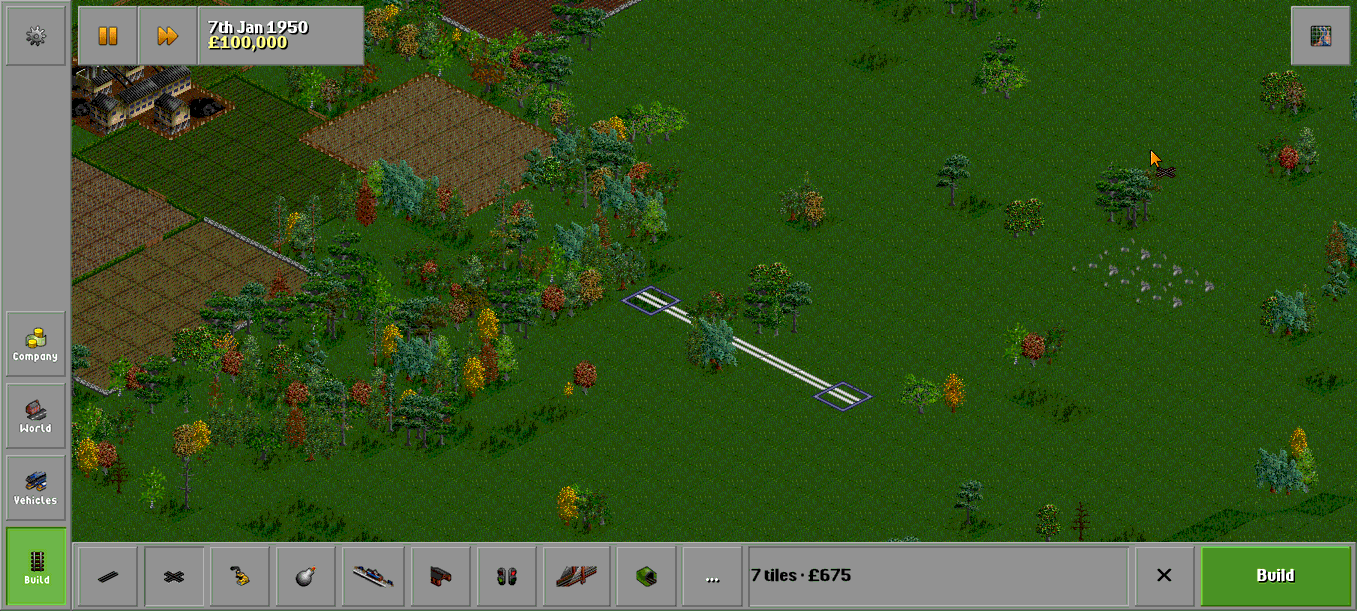 7th Jan 1950
£100,000
Company
World
Vehicles
Build
...
7 tiles · £675
Build